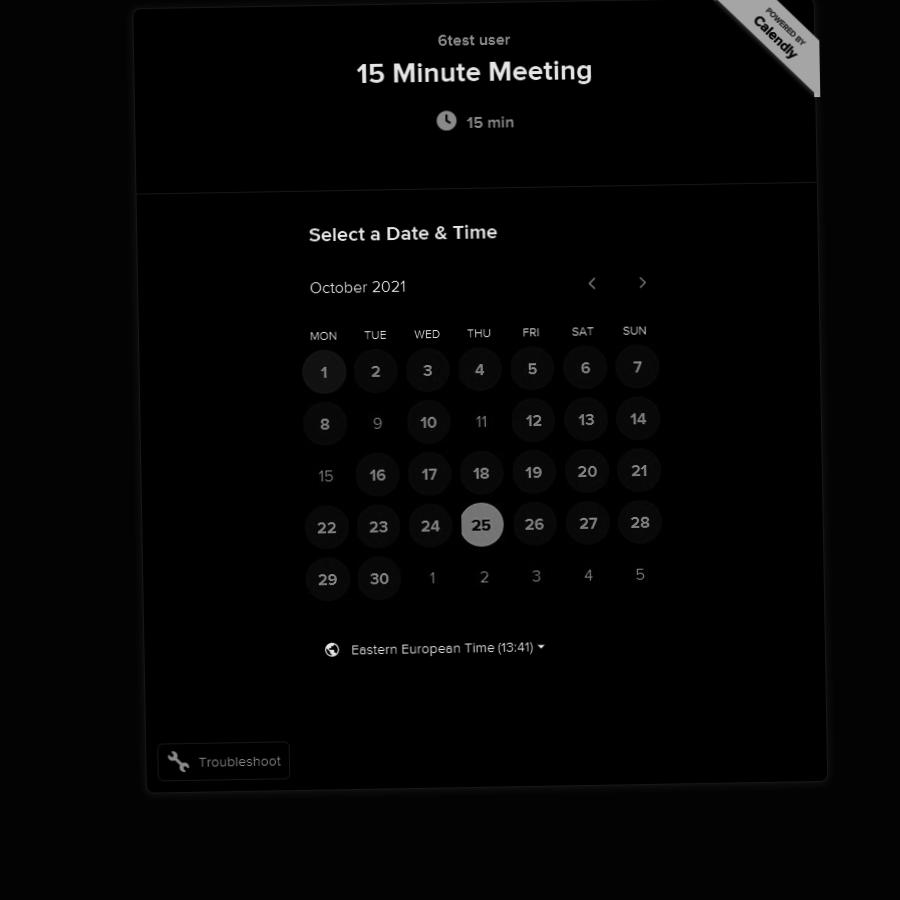 POWERED BY
Calendly
6test user
15 Minute Meeting
15 min
Select a Date & Time
October 2021
MON TUE WED THU FRI SAT SUN
1 2 3 4 5 6 7
8 9 10 11 12 13 14
15 16 17 18 19 20 21
22 23 24 25 26 27 28
29 30 1 2 3 4 5
Eastern European Time (13:41)
Troubleshoot